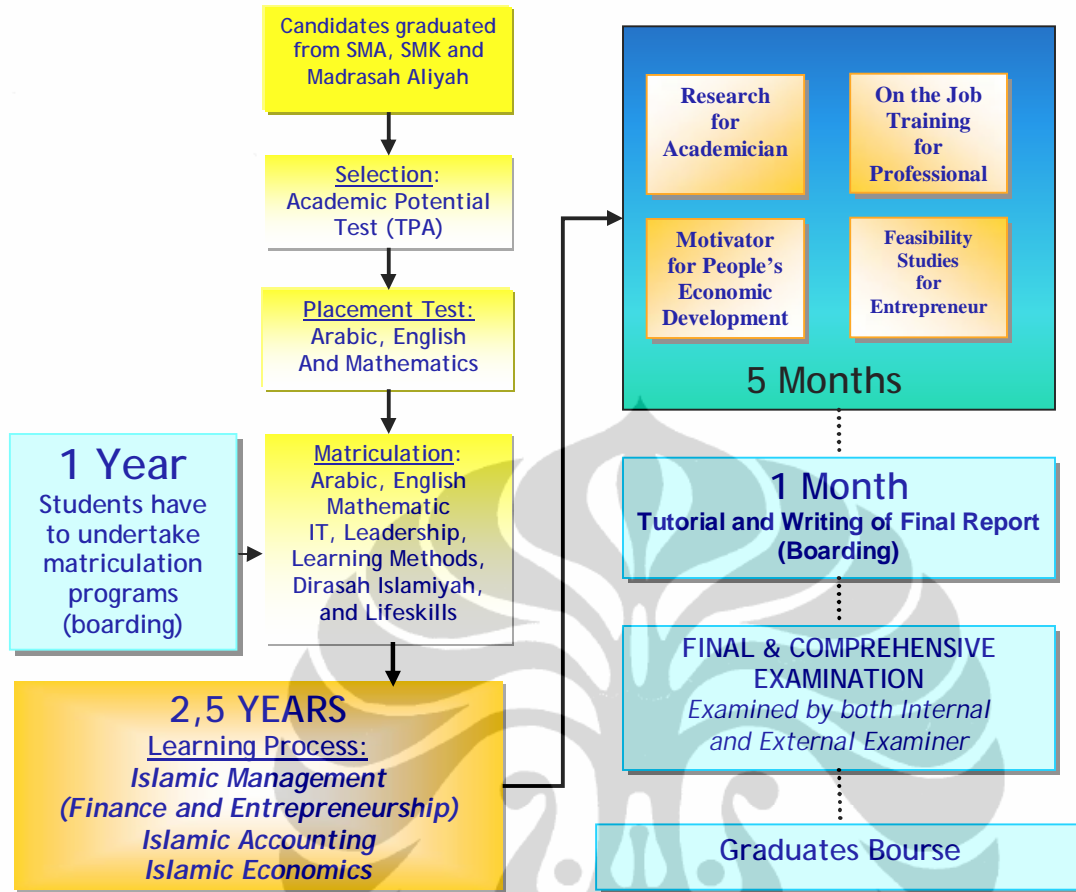 Candidates graduated
from SMA, SMK and
Madrasah Aliyah
Selection:
Academic Potential
Test (TPA)
Placement Test:
Arabic, English
And Mathematics
1 Year
Students have
to undertake
matriculation
programs
(boarding)
Matriculation:
Arabic, English
Mathematic
IT, Leadership,
Learning Methods,
Dirasah Islamiyah,
and Lifeskills
2,5 YEARS
Learning Process:
Islamic Management
(Finance and Entrepreneurship)
Islamic Accounting
Islamic Economics
Research
for
Academician
On the Job
Training
for
Professional
Motivator
for People's
Economic
Development
Feasibility
Studies
for
Entrepreneur
5 Months
1 Month
Tutorial and Writing of Final Report
(Boarding)
FINAL & COMPREHENSIVE
EXAMINATION
Examined by both Internal
and External Examiner
Graduates Bourse